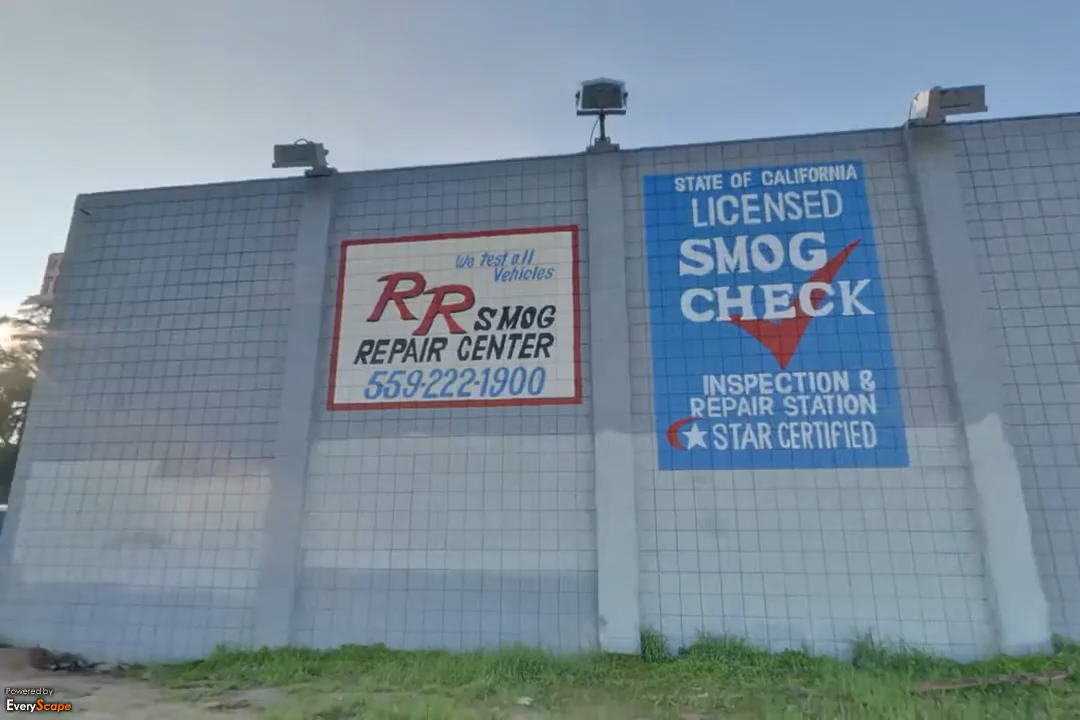 We Test all
Vehicles
RR SMOG
REPAIR CENTER
559-222-1900
STATE OF CALIFORNIA
LICENSED
SMOG
CHECK
INSPECTION &
REPAIR STATION
STAR CERTIFIED
Powered by
EveryScape